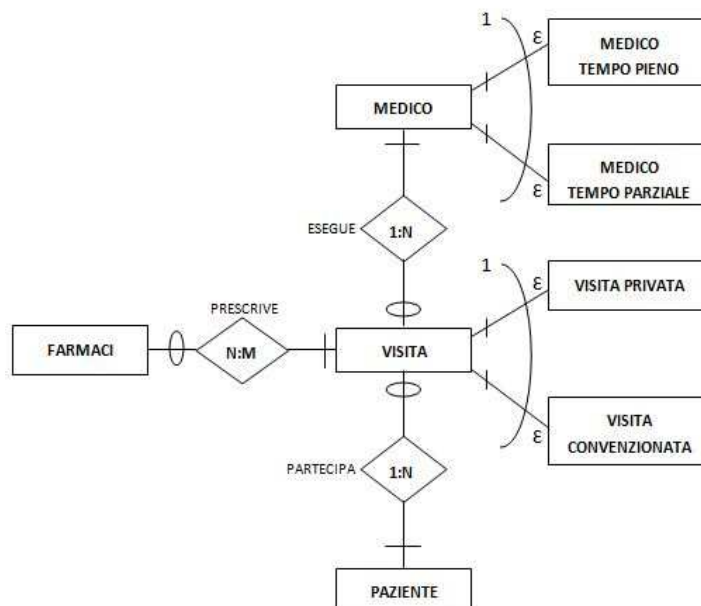 1
ε
MEDICO
TEMPO PIENO
MEDICO
ε
MEDICO
TEMPO PARZIALE
ESEGUE
1:N
1
ε
VISITA PRIVATA
PRESCRIVE
FARMACI
N:M
VISITA
ε
VISITA
CONVENZIONATA
PARTECIPA
1:N
PAZIENTE